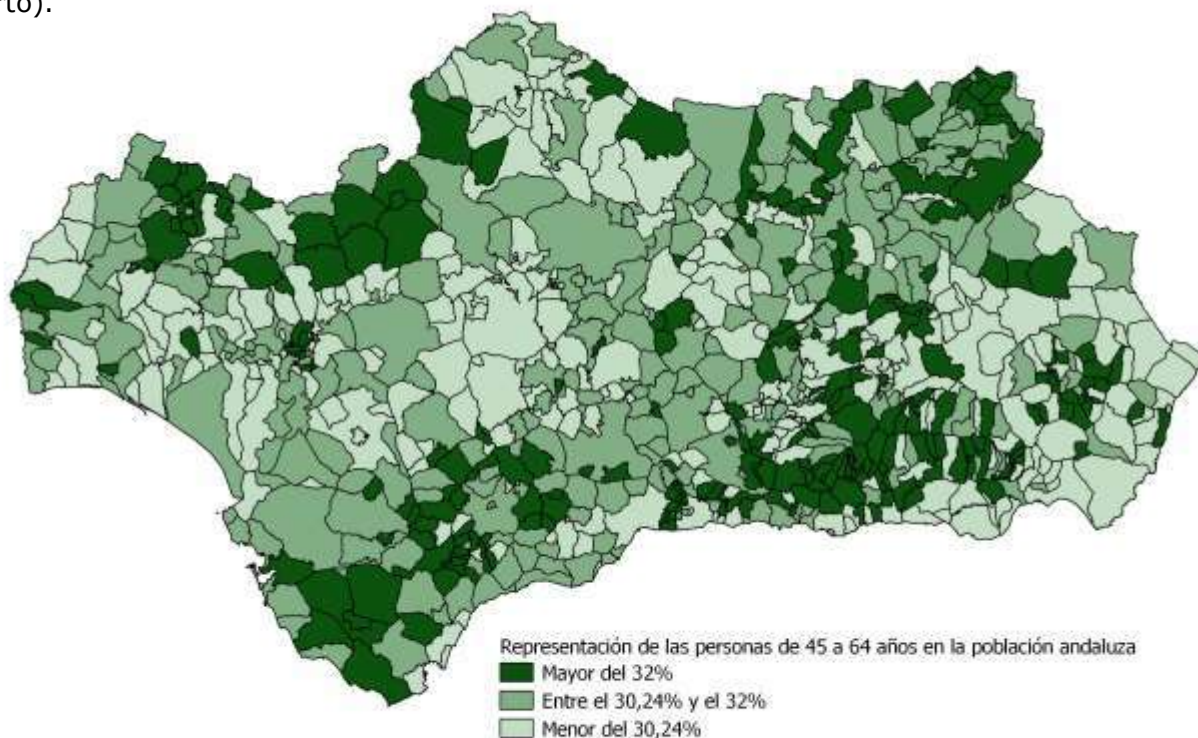 rto).
Representación de las personas de 45 a 64 años en la población andaluza
Mayor del 32%
Entre el 30,24% y el 32%
Menor del 30,24%